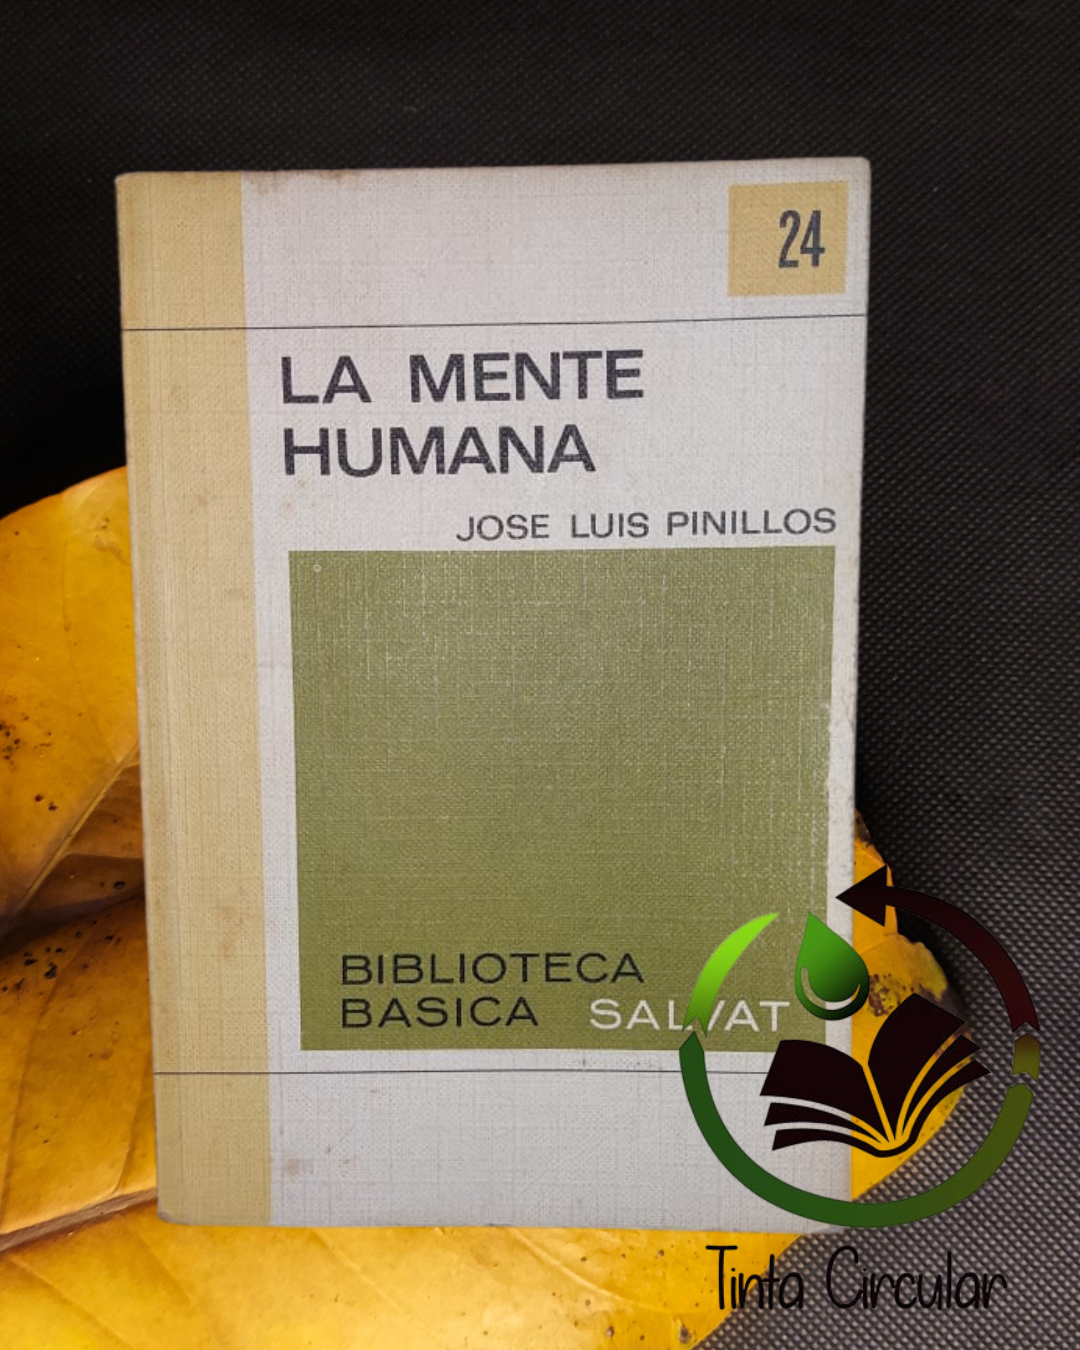 24
LA MENTE
HUMANA
JOSE LUIS PINILLOS
BIBLIOTECA
BASICA SALVAT
Tinta Circular